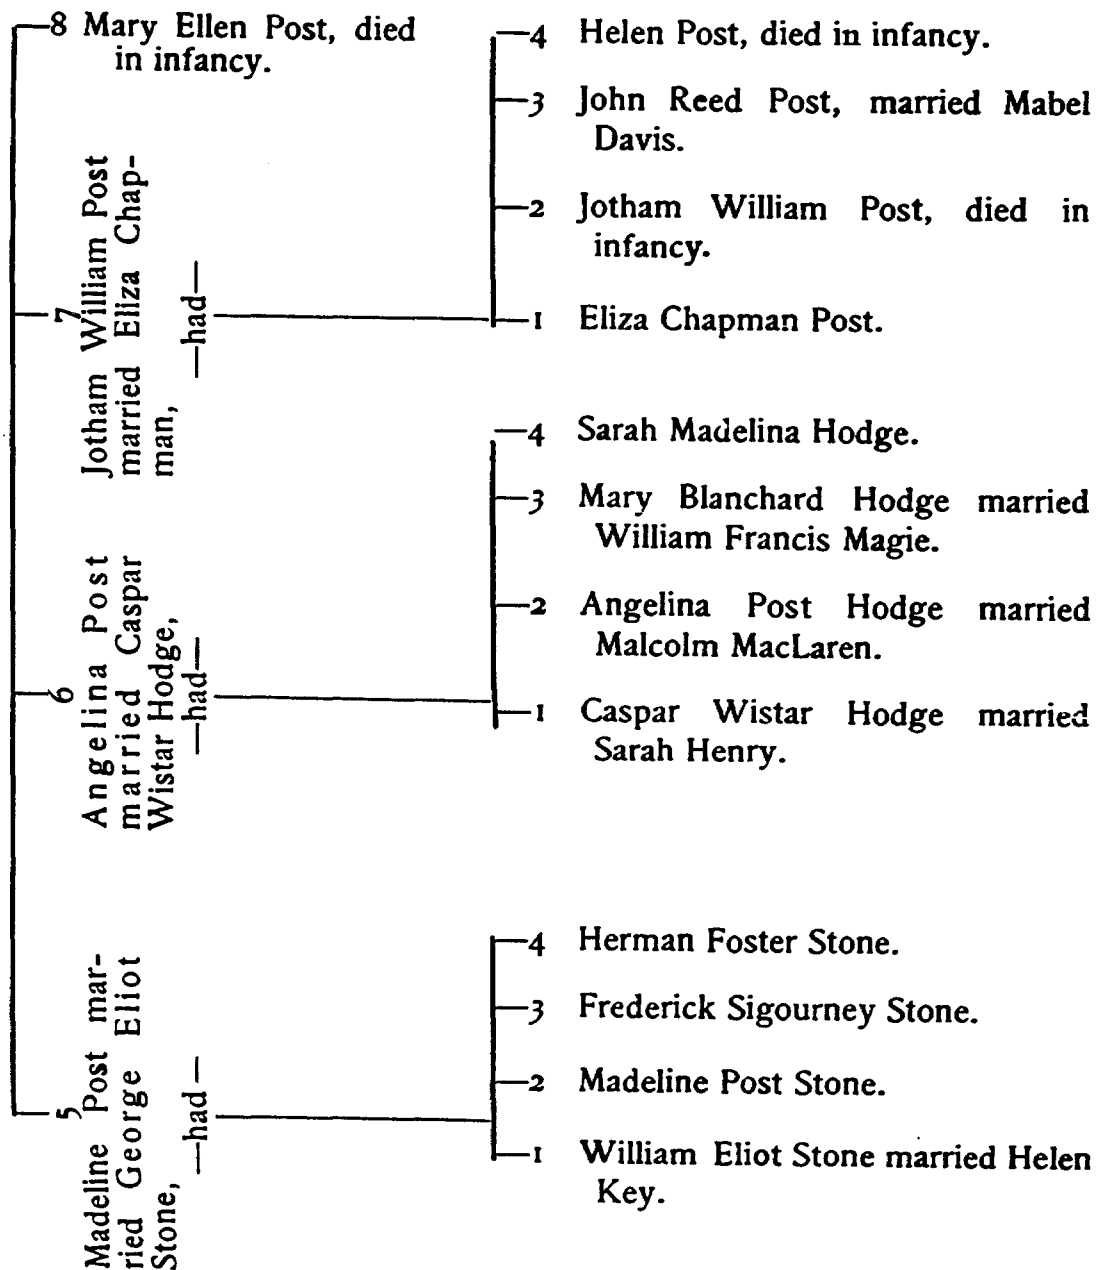 8 Mary Ellen Post, died
in infancy.
4 Helen Post, died in infancy.
3 John Reed Post, married Mabel
Davis.
2 Jotham William Post, died in
infancy.
1 Eliza Chapman Post.
7
Jotham William Post
married Eliza Chap-
man,
—had—
4 Sarah Madelina Hodge.
3 Mary Blanchard Hodge married
William Francis Magie.
2 Angelina Post Hodge married
Malcolm MacLaren.
1 Caspar Wistar Hodge married
Sarah Henry.
6
Angelina Post
married Caspar
Wistar Hodge,
—had—
4 Herman Foster Stone.
3 Frederick Sigourney Stone.
2 Madeline Post Stone.
1 William Eliot Stone married Helen
Key.
5
Madeline Post mar-
ried George Eliot
Stone,
—had—